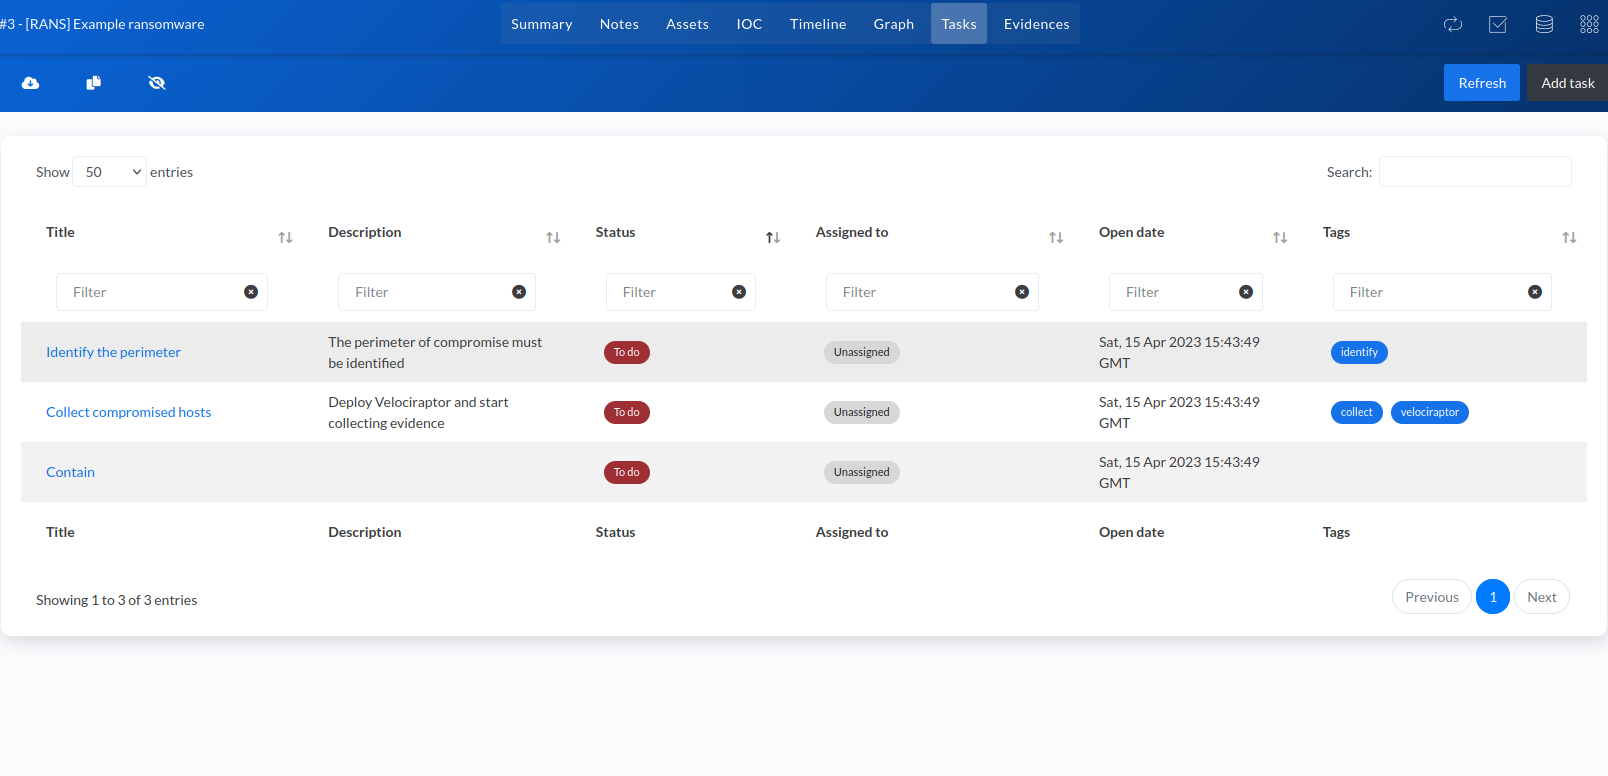 #3 - [RANS] Example ransomware Summary Notes Assets IOC Timeline Graph Tasks Evidences
Refresh Add task
Show 50 entries Search:
Title Description Status Assigned to Open date Tags
Filter Filter Filter Filter Filter Filter
Identify the perimeter The perimeter of compromise must be identified To do Unassigned Sat, 15 Apr 2023 15:43:49 GMT identify
Collect compromised hosts Deploy Velociraptor and start collecting evidence To do Unassigned Sat, 15 Apr 2023 15:43:49 GMT collect velociraptor
Contain To do Unassigned Sat, 15 Apr 2023 15:43:49 GMT
Title Description Status Assigned to Open date Tags
Showing 1 to 3 of 3 entries Previous 1 Next